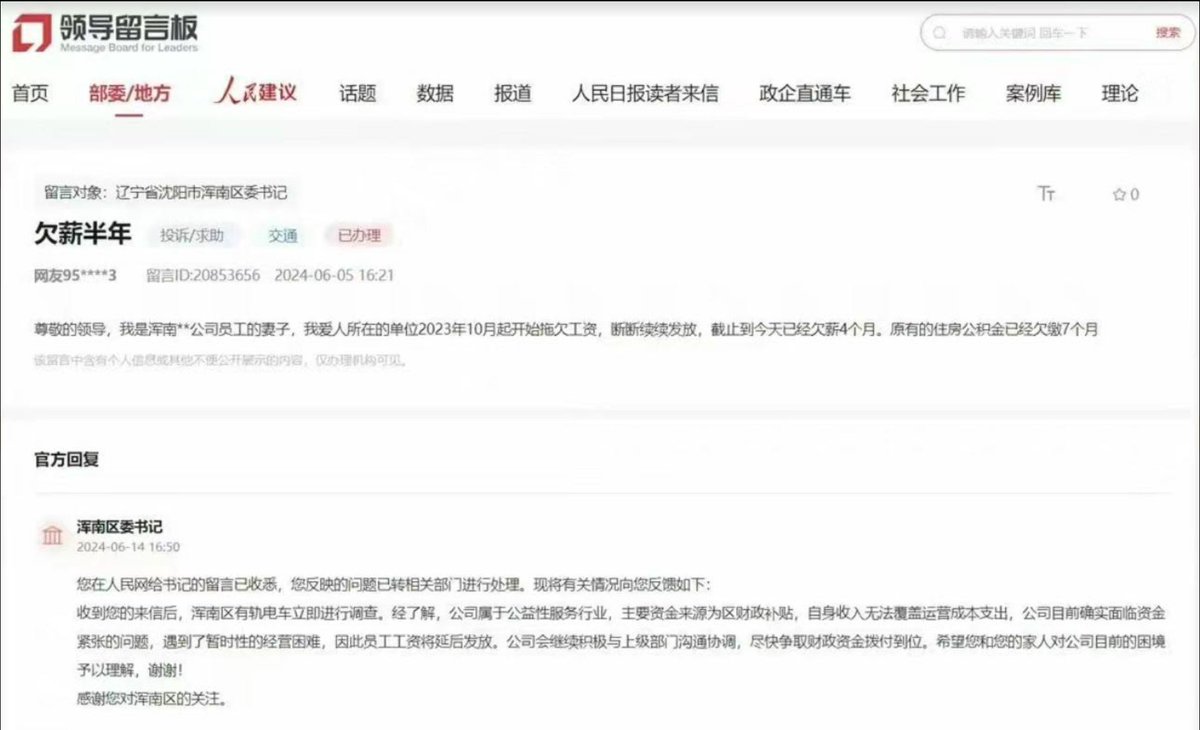 领导留言板
Message Board for Leaders
请输入关键词 回车一下
搜索
首页 部委/地方 人民建议 话题 数据 报道 人民日报读者来信 政企直通车 社会工作 案例库 理论
留言对象：辽宁省沈阳市浑南区委书记
TT ☆0
欠薪半年 投诉/求助 交通 已办理
网友95****3 留言ID:20853656 2024-06-05 16:21
尊敬的领导，我是浑南**公司员工的妻子，我爱人所在的单位2023年10月起开始拖欠工资，断断续续发放，截止到今天已经欠薪4个月。原有的住房公积金已经欠缴7个月
该留言中含有个人信息或其他不便公开展示的内容，仅办理机构可见。
官方回复
浑南区委书记
2024-06-14 16:50
您在人民网给书记的留言已收悉，您反映的问题已转相关部门进行处理。现将有关情况向您反馈如下：
收到您的来信后，浑南区有轨电车立即进行调查。经了解，公司属于公益性服务行业，主要资金来源为区财政补贴，自身收入无法覆盖运营成本支出，公司目前确实面临资金
紧张的问题，遇到了暂时性的经营困难，因此员工工资将延后发放。公司会继续积极与上级部门沟通协调，尽快争取财政资金拨付到位。希望您和您的家人对公司目前的困境
予以理解，谢谢！
感谢您对浑南区的关注。